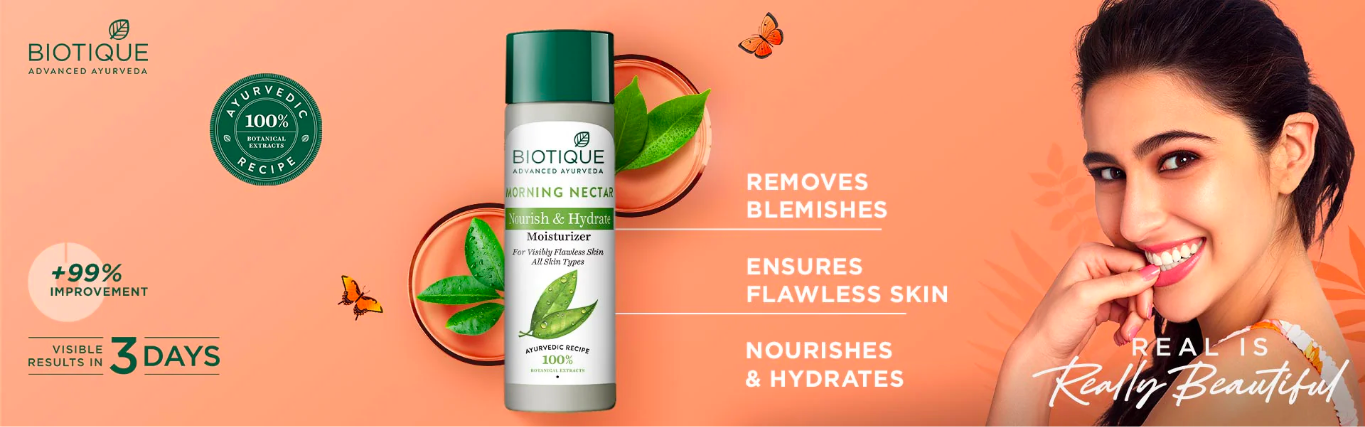 BIOTIQUE
ADVANCED AYURVEDA
AYURVEDIC
100%
BOTANICAL
EXTRACTS
RECIPE
+99%
IMPROVEMENT
VISIBLE
RESULTS IN
3 DAYS
BIOTIQUE
ADVANCED AYURVEDA
MORNING NECTAR
Nourish & Hydrate
Moisturizer
For Visibly Flawless Skin
All Skin Types
AYURVEDIC RECIPE
100%
BOTANICAL EXTRACTS
REMOVES
BLEMISHES
ENSURES
FLAWLESS SKIN
NOURISHES
& HYDRATES
REAL IS
Really Beautiful